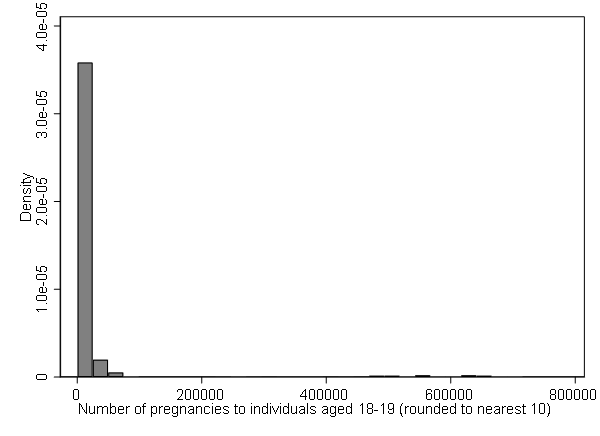 4.0e-05
3.0e-05
2.0e-05
1.0e-05
0
Density
0 200000 400000 600000 800000
Number of pregnancies to individuals aged 18-19 (rounded to nearest 10)